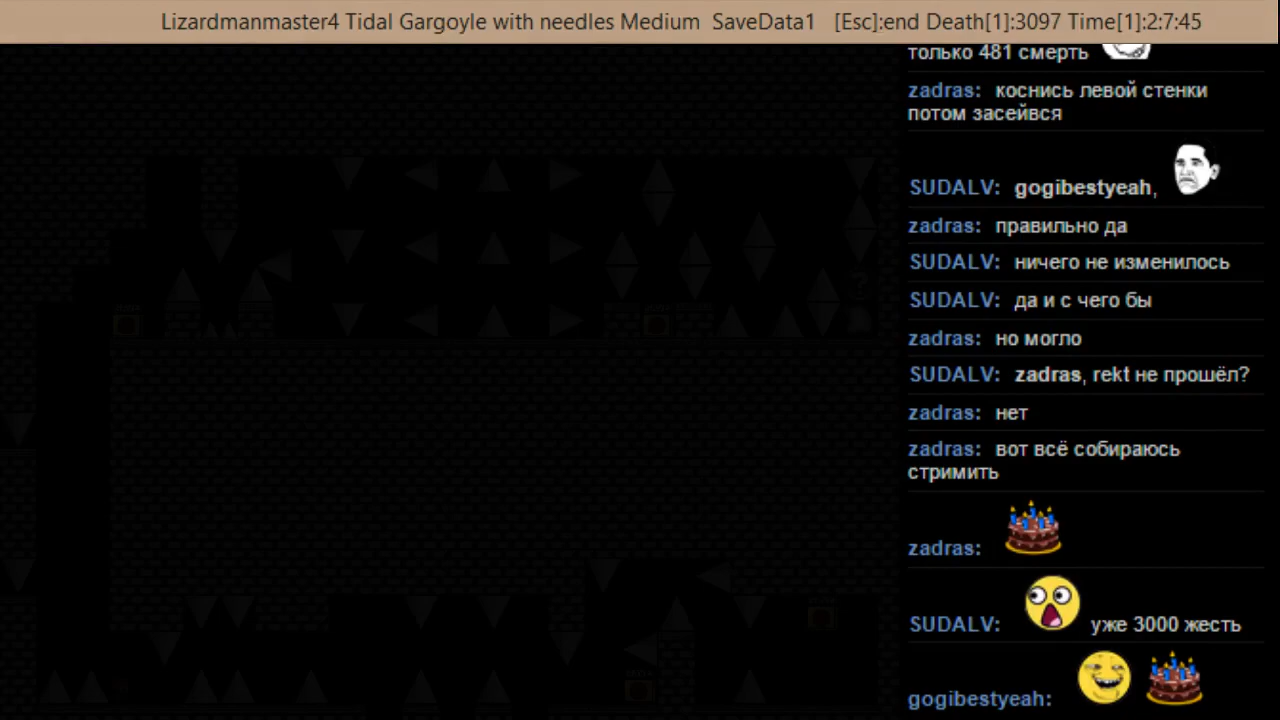 Lizardmanmaster4 Tidal Gargoyle with needles Medium  SaveData1   [Esc]:end Death[1]:3097 Time[1]:2:7:45
только 481 смерть
zadras: коснись левой стенки
потом засейвся
SUDALV: gogibestyeah,
zadras: правильно да
SUDALV: ничего не изменилось
SUDALV: да и с чего бы
zadras: но могло
SUDALV: zadras, rekt не прошёл?
zadras: нет
zadras: вот всё собираюсь
стримить
zadras:
SUDALV: уже 3000 жесть
gogibestyeah: